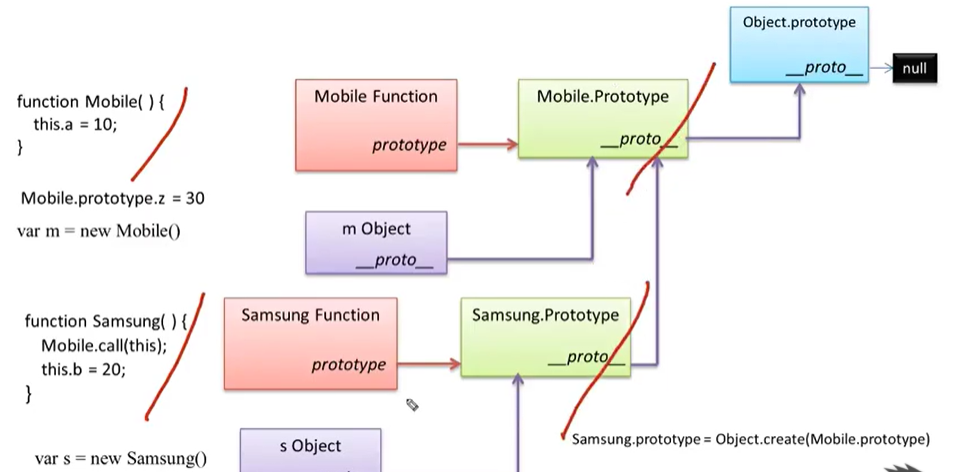 Object.prototype
__proto__
null
function Mobile( ) {
this.a = 10;
}
Mobile Function
prototype
Mobile.Prototype
__proto__
Mobile.prototype.z = 30
var m = new Mobile()
m Object
__proto__
function Samsung( ) {
Mobile.call(this);
this.b = 20;
}
Samsung Function
prototype
Samsung.Prototype
__proto__
Samsung.prototype = Object.create(Mobile.prototype)
var s = new Samsung()
s Object